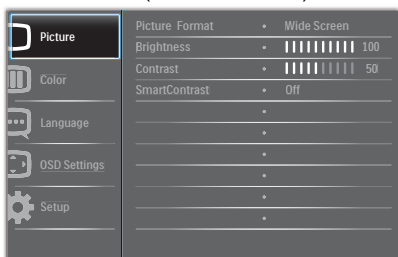 Picture
Color
Language
OSD Settings
Setup
Picture Format • Wide Screen
Brightness • 100
Contrast • 50
SmartContrast • Off
•
•
•
•
•
•